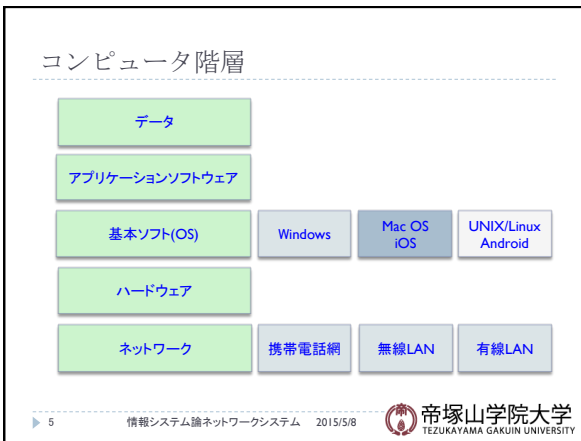 コンピュータ階層
データ
アプリケーションソフトウェア
基本ソフト(OS)
Windows
Mac OS
iOS
UNIX/Linux
Android
ハードウェア
ネットワーク
携帯電話網
無線LAN
有線LAN
5
情報システム論ネットワークシステム
2015/5/8
帝塚山学院大学
TEZUKAYAMA GAKUIN UNIVERSITY